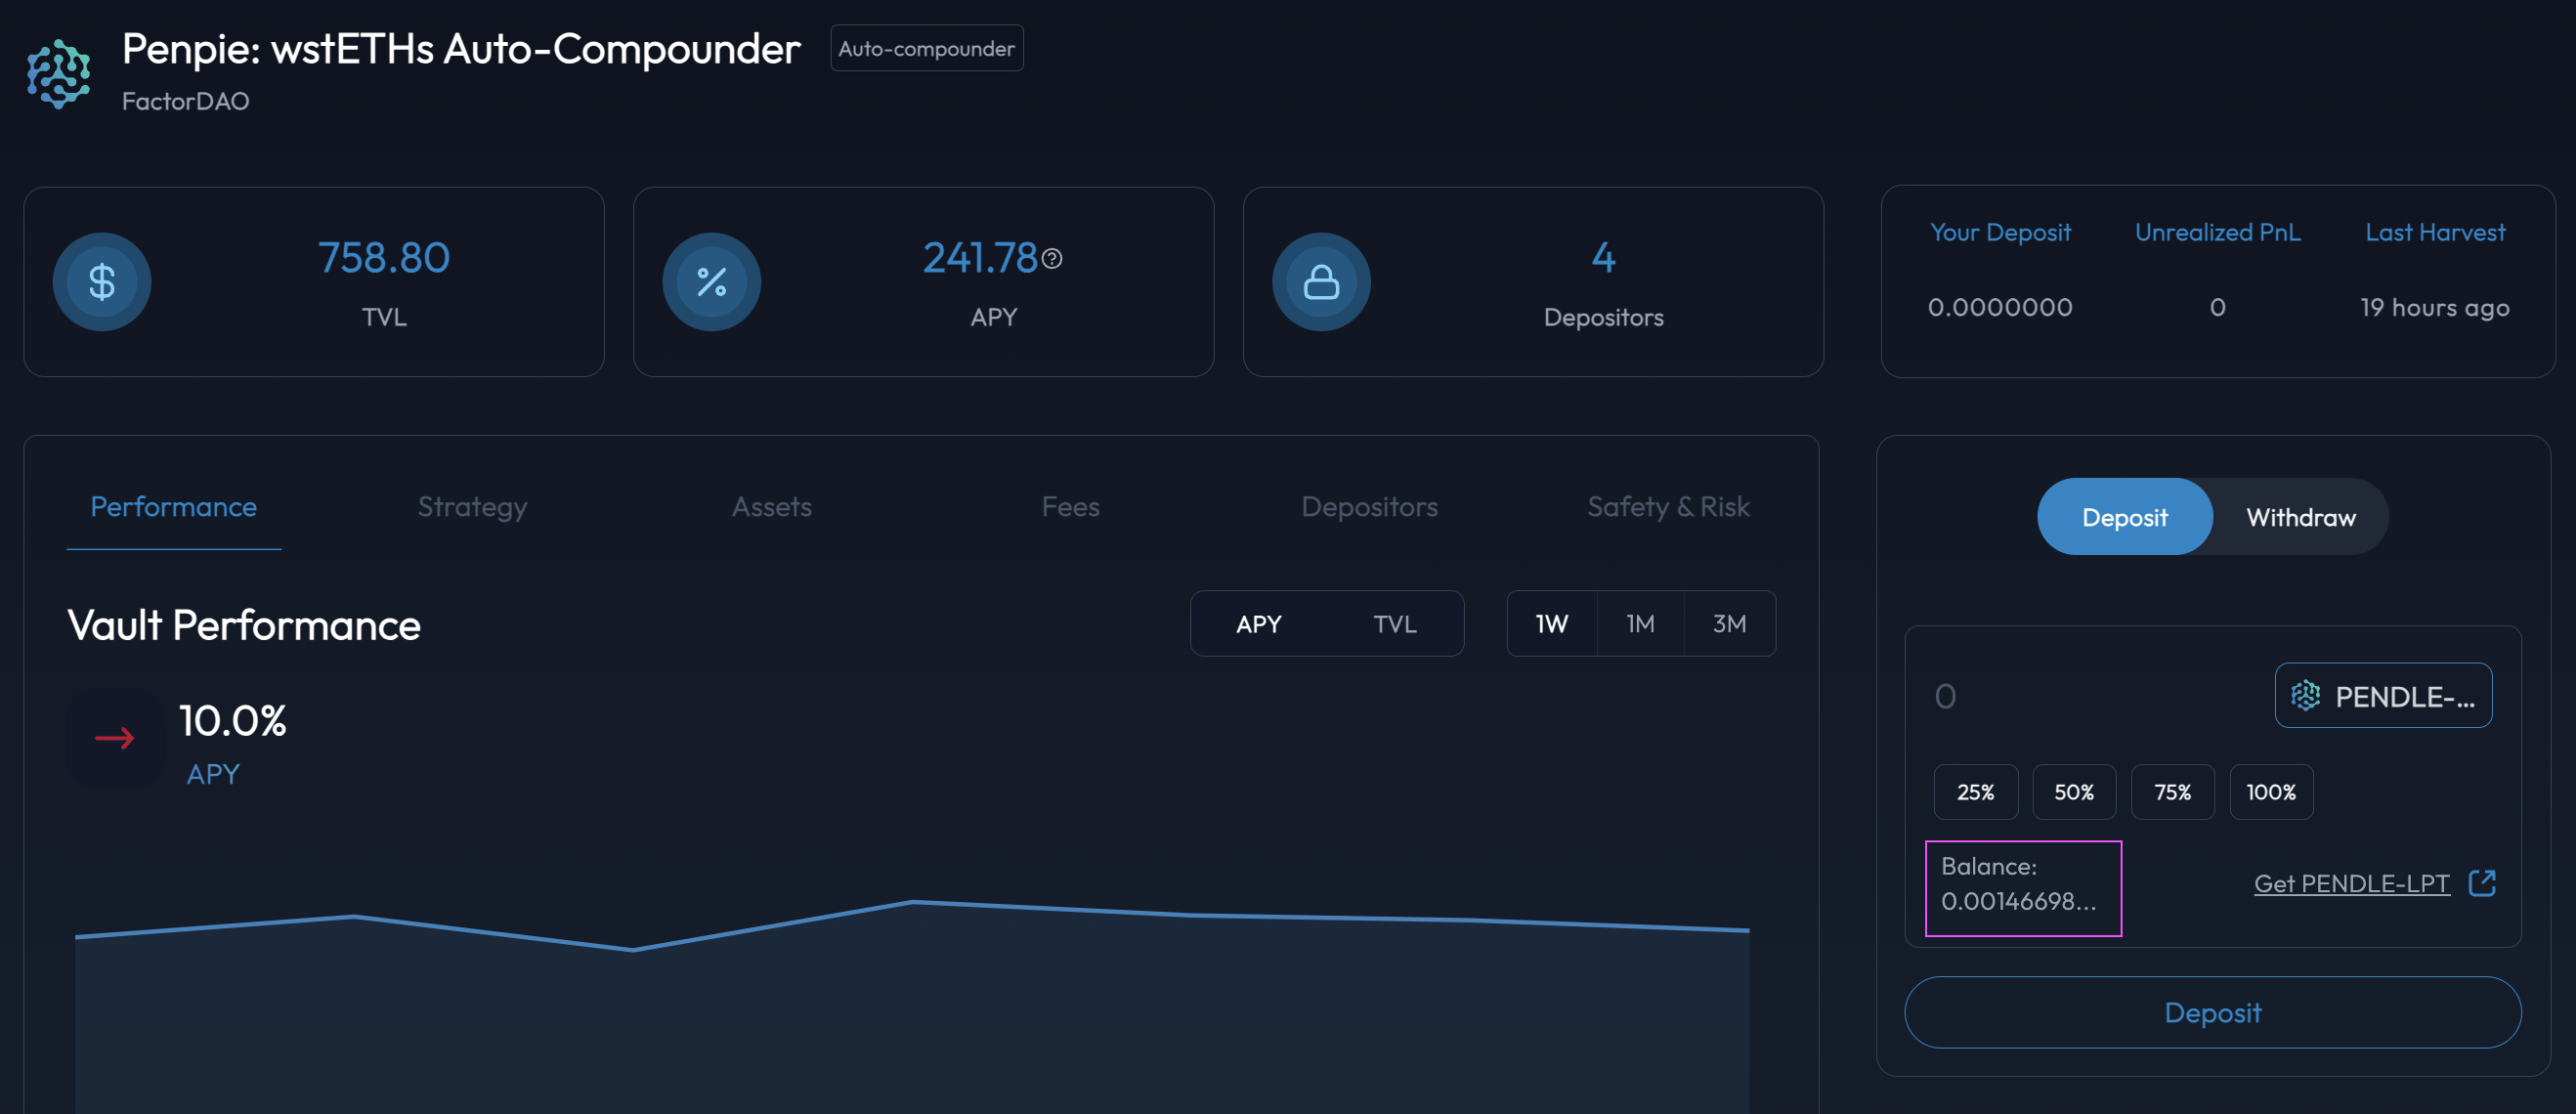 Penpie: wstETHs Auto-Compounder
Auto-compounder
FactorDAO
758.80
TVL
241.78
APY
4
Depositors
Your Deposit
Unrealized PnL
Last Harvest
0.0000000
0
19 hours ago
Performance
Strategy
Assets
Fees
Depositors
Safety & Risk
Vault Performance
APY
TVL
1W
1M
3M
10.0%
APY
Deposit
Withdraw
0
PENDLE-...
25%
50%
75%
100%
Balance:
0.00146698...
Get PENDLE-LPT
Deposit